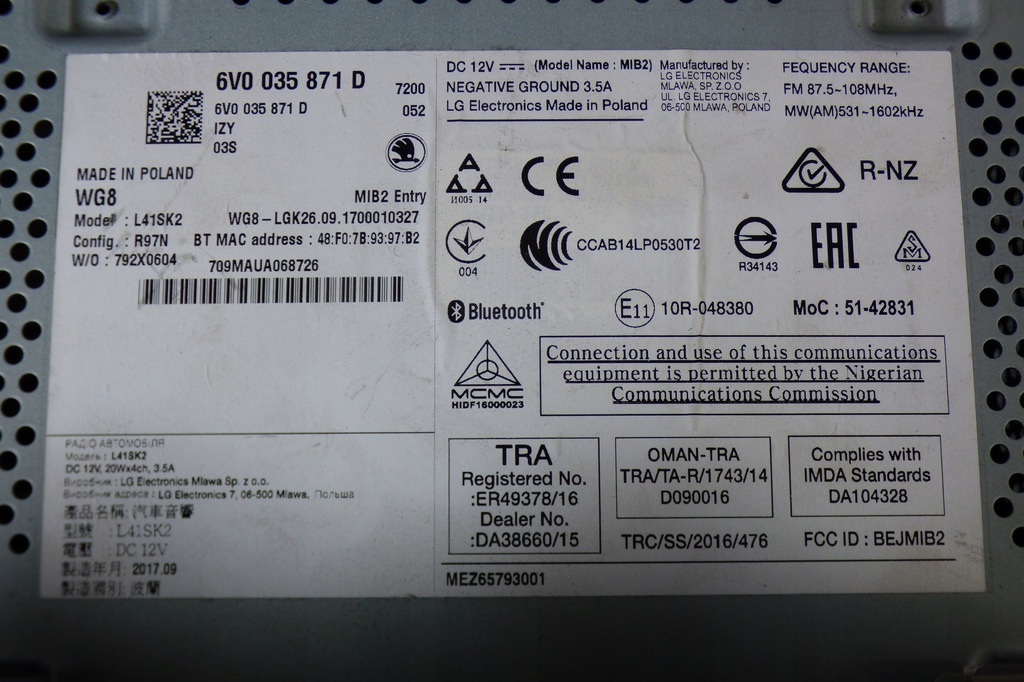 6V0 035 871 D
7200
6V0 035 871 D
052
IZY
03S
MADE IN POLAND
WG8
MIB2 Entry
Model : L41SK2
WG8-LGK26.09.1700010327
Config. : R97N
BT MAC address : 48:F0:7B:93:97:B2
W/O : 792X0604
709MAUA068726
РАДІО АВТОМОБІЛЯ
Модель : L41SK2
DC 12V, 20Wx4ch, 3.5A
Виробник : LG Electronics Mlawa Sp. z o.o.
Виробник адреса : LG Electronics 7, 06-500 Mlawa, Польша
產品名稱: 汽車音響
型號 : L41SK2
電壓 : DC 12V
製造年月: 2017.09
製造國別: 波蘭
DC 12V (Model Name : MIB2)
NEGATIVE GROUND 3.5A
LG Electronics Made in Poland
Manufactured by :
LG ELECTRONICS
MLAWA, SP. Z.O.O
UL. LG ELECTRONICS 7,
06-500 MLAWA, POLAND
FEQUENCY RANGE:
FM 87.5~108MHz,
MW(AM)531~1602kHz
J1005 14
CE
R-NZ
004
CCAB14LP0530T2
R34143
EAC
024
Bluetooth
E11 10R-048380
MoC : 51-42831
MCMC
HIDF16000023
Connection and use of this communications
equipment is permitted by the Nigerian
Communications Commission
TRA
Registered No.
:ER49378/16
Dealer No.
:DA38660/15
OMAN-TRA
TRA/TA-R/1743/14
D090016
Complies with
IMDA Standards
DA104328
TRC/SS/2016/476
FCC ID : BEJMIB2
MEZ65793001